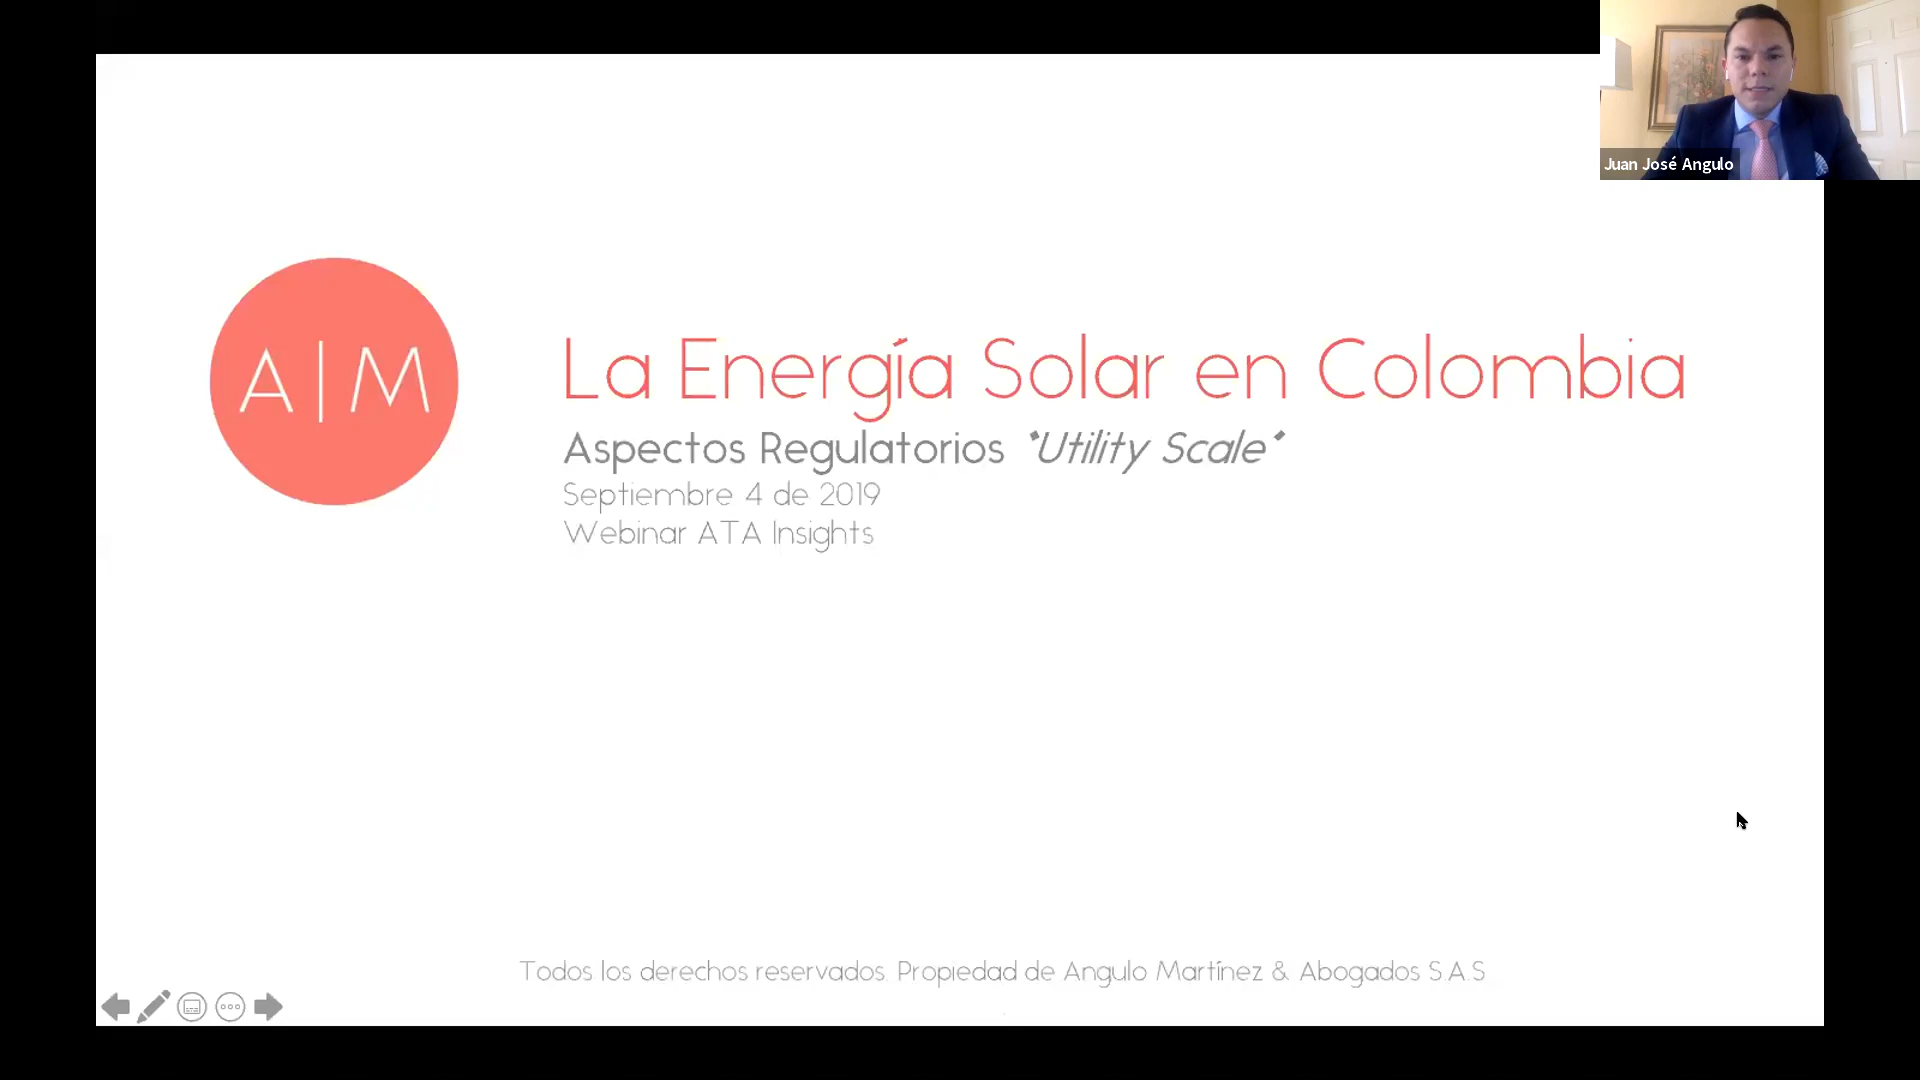 Juan José Angulo
A|M
La Energía Solar en Colombia
Aspectos Regulatorios "Utility Scale"
Septiembre 4 de 2019
Webinar ATA Insights
Todos los derechos reservados. Propiedad de Angulo Martínez & Abogados S.A.S